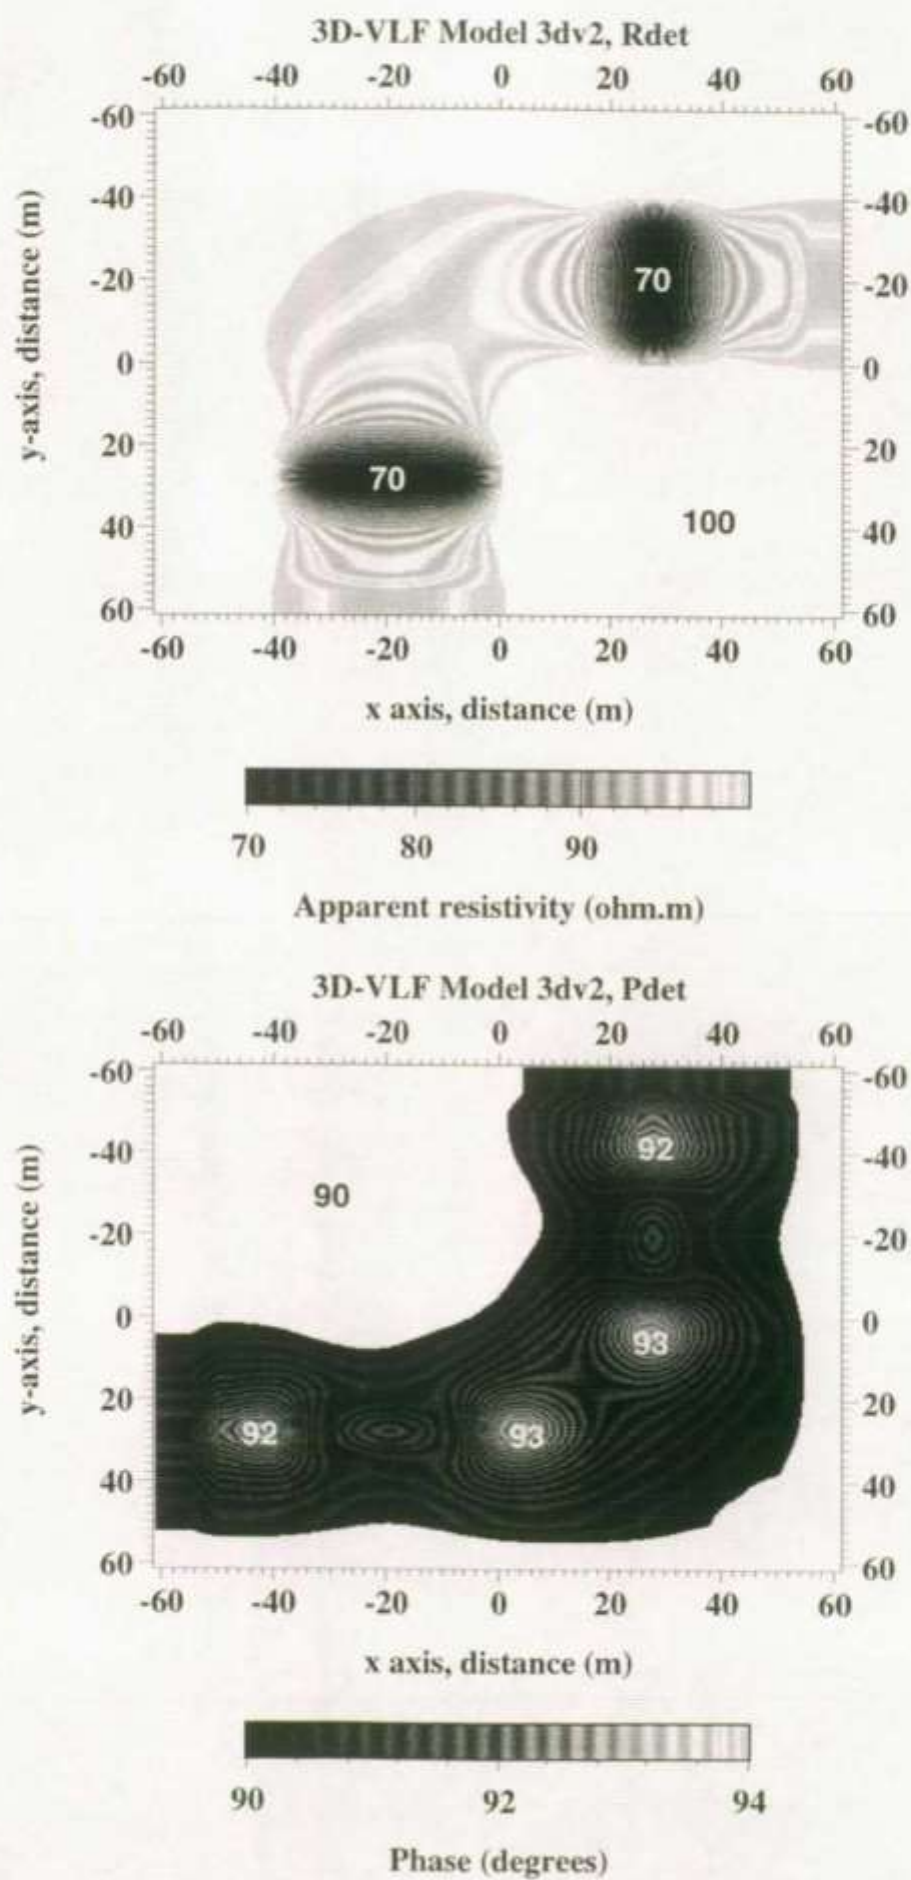 3D-VLF Model 3dv2, Rdet
-60 -40 -20 0 20 40 60
-60 -60
-40 -40
-20 70 -20
0 0
20 20
70
100
40 40
60 60
-60 -40 -20 0 20 40 60
y-axis, distance (m)
x axis, distance (m)
70 80 90
Apparent resistivity (ohm.m)
3D-VLF Model 3dv2, Pdet
-60 -40 -20 0 20 40 60
-60 -60
-40 92 -40
90
-20 -20
0 0
93
20 20
92 93
40 40
60 60
-60 -40 -20 0 20 40 60
y-axis, distance (m)
x axis, distance (m)
90 92 94
Phase (degrees)